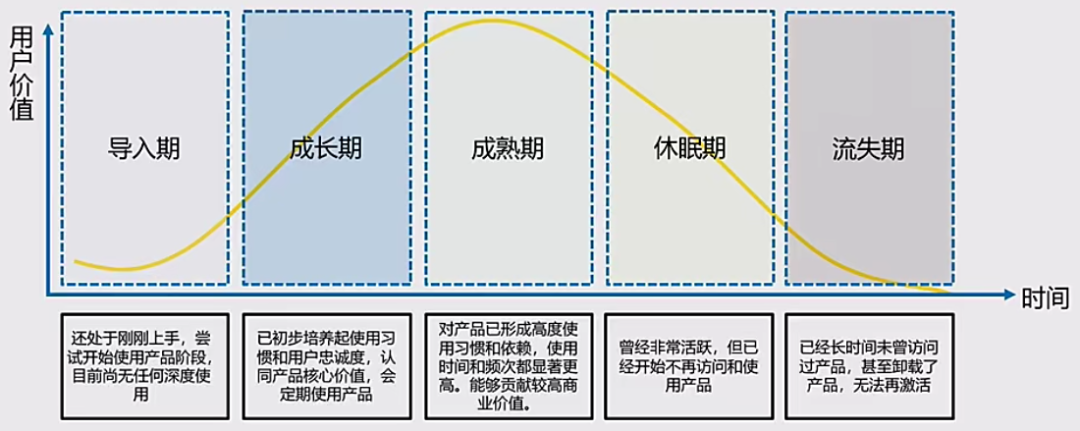 用户价值
导入期
成长期
成熟期
休眠期
流失期
时间
还处于刚刚上手，尝
试开始使用产品阶段，
目前尚无任何深度使
用
已初步培养起使用习
惯和用户忠诚度，认
同产品核心价值，会
定期使用产品
对产品已形成高度使
用习惯和依赖，使用
时间和频次都显著更
高。能够贡献较高商
业价值。
曾经非常活跃，但已
经开始不再访问和使
用产品
已经长时间未曾访问
过产品，甚至卸载了
产品，无法再激活